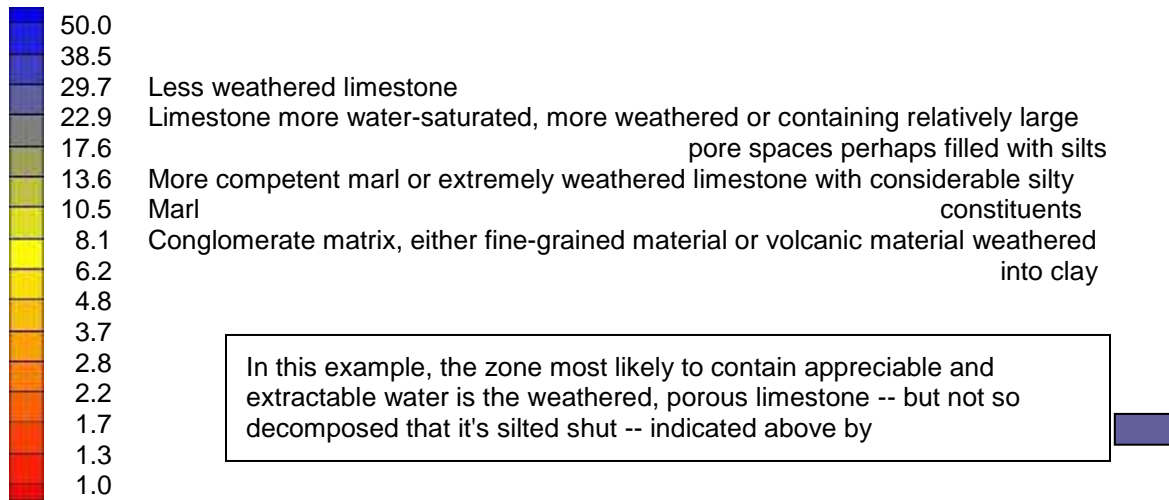 50.0
38.5
29.7 Less weathered limestone
22.9 Limestone more water-saturated, more weathered or containing relatively large
17.6 pore spaces perhaps filled with silts
13.6 More competent marl or extremely weathered limestone with considerable silty
10.5 Marl constituents
8.1 Conglomerate matrix, either fine-grained material or volcanic material weathered
6.2 into clay
4.8
3.7
2.8
2.2
1.7
1.3
1.0
In this example, the zone most likely to contain appreciable and
extractable water is the weathered, porous limestone -- but not so
decomposed that it's silted shut -- indicated above by